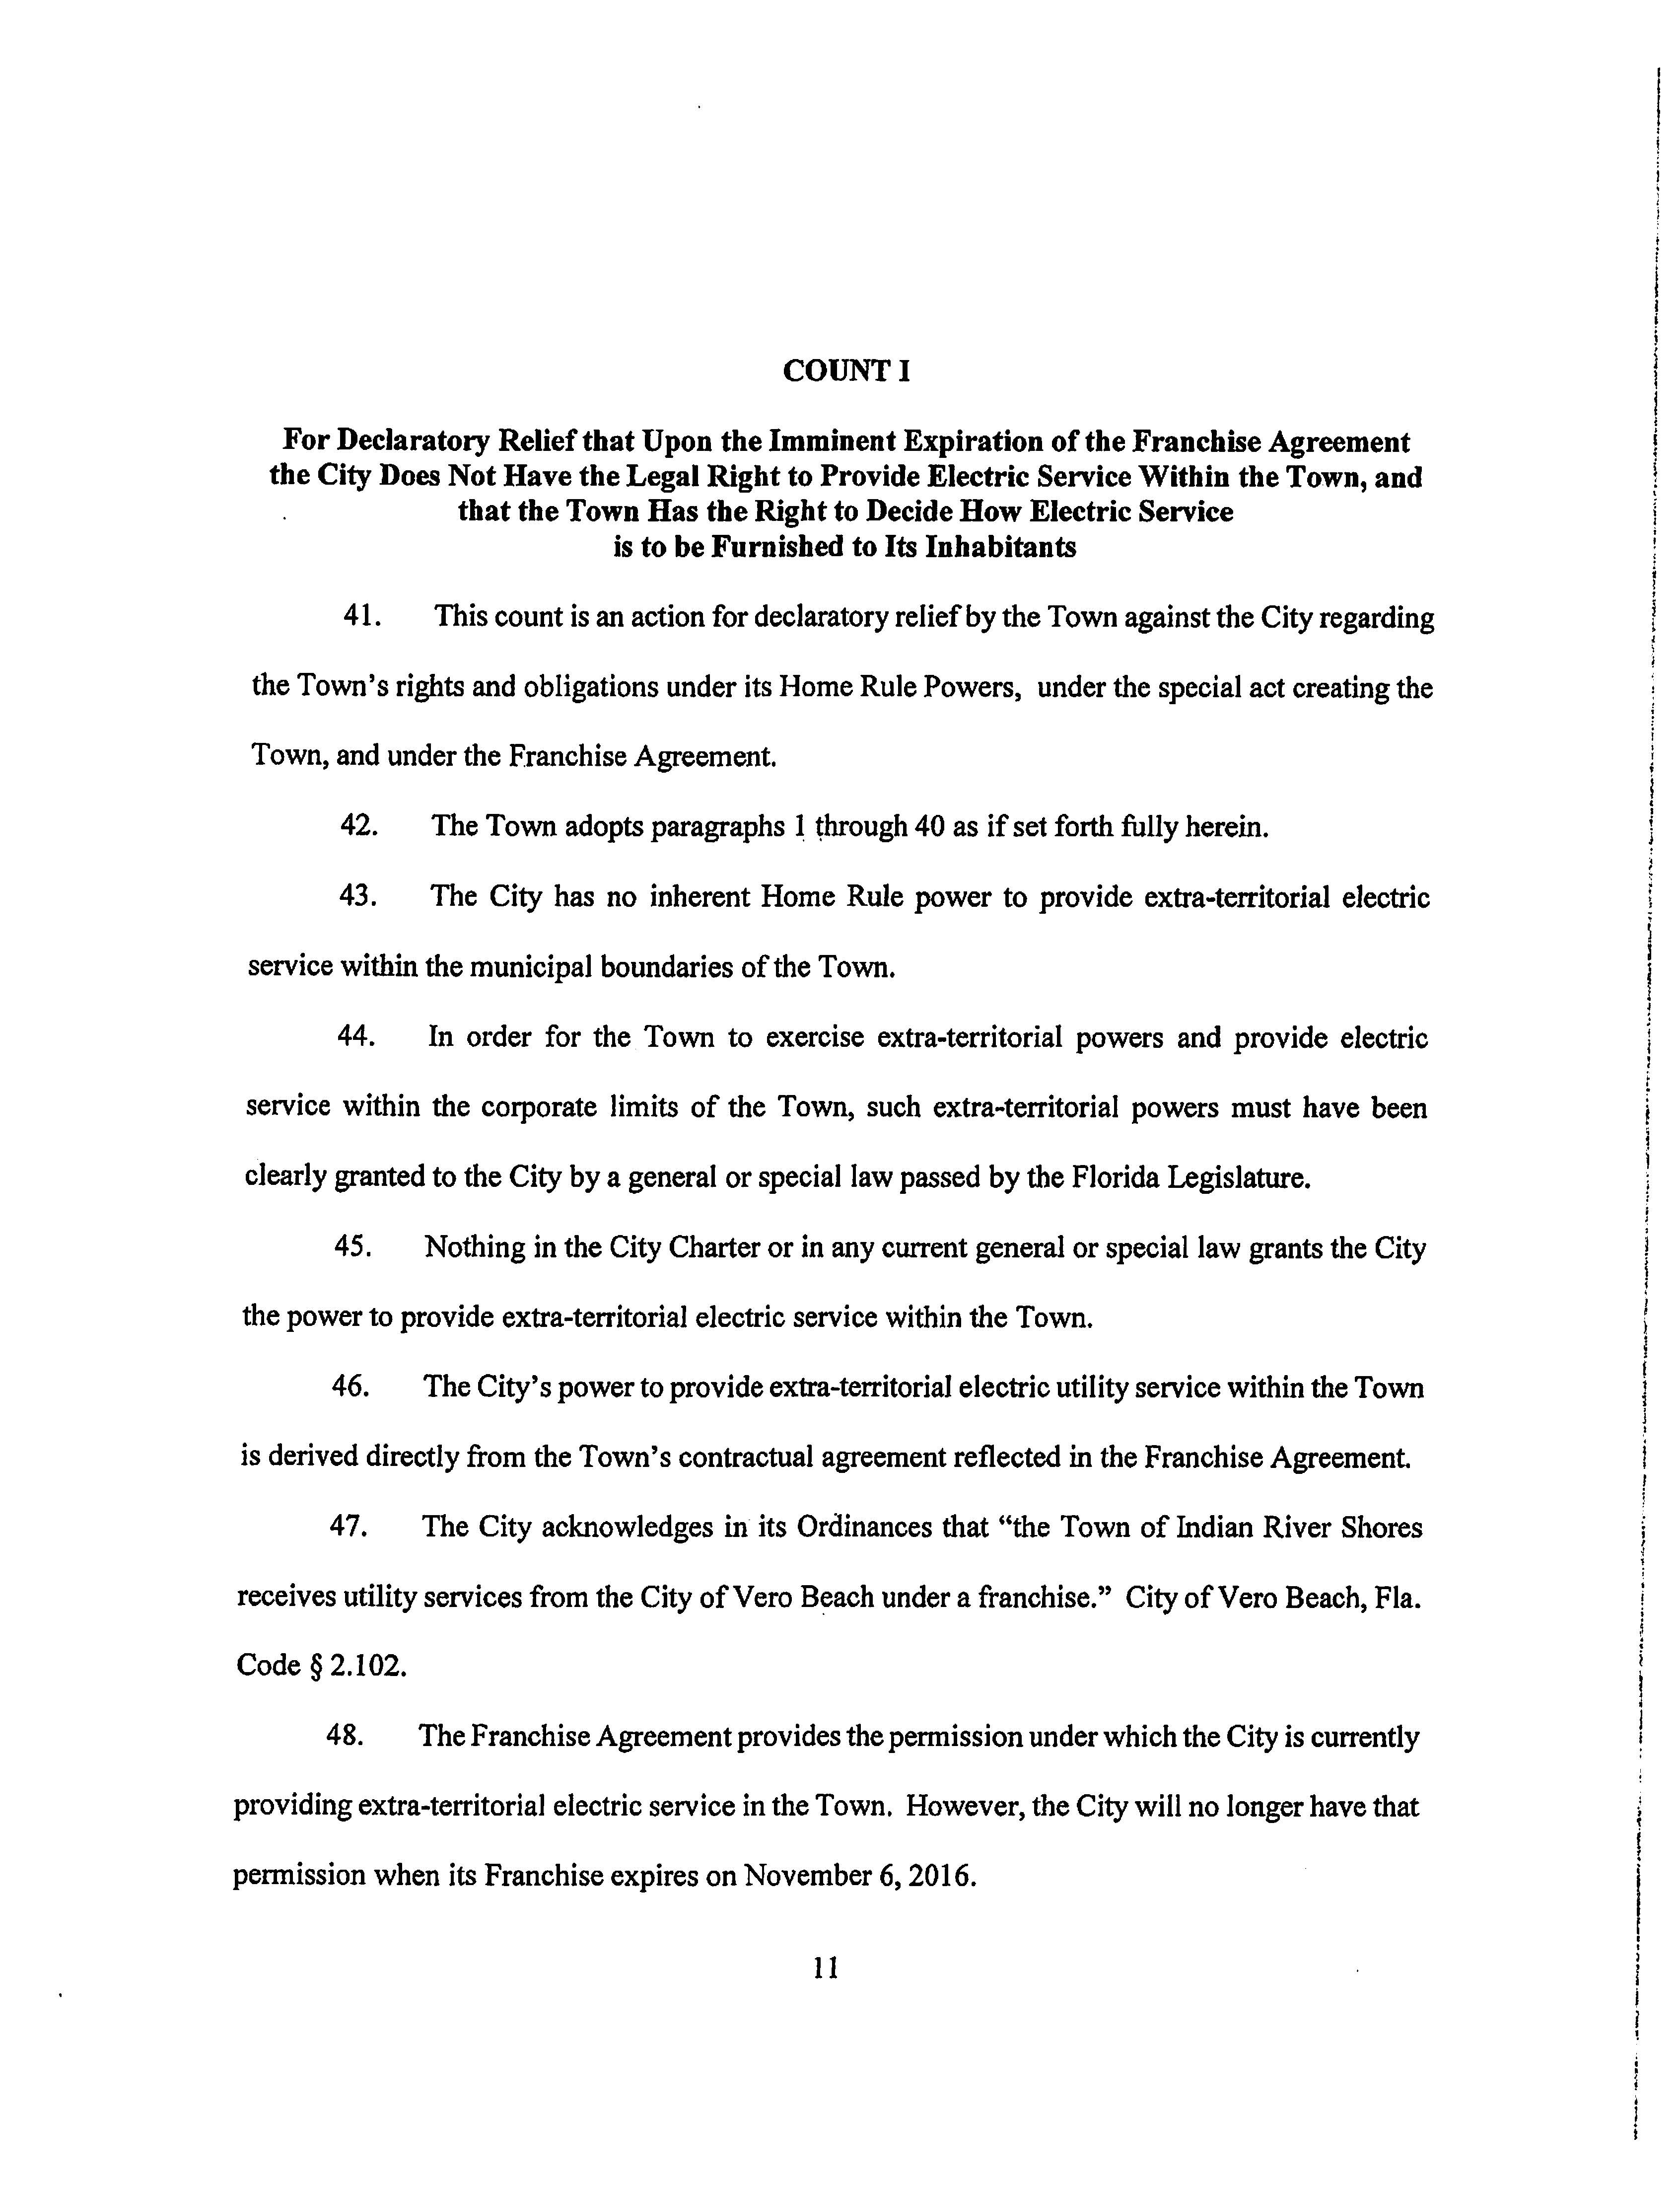 COUNT I
For Declaratory Relief that Upon the Imminent Expiration of the Franchise Agreement
the City Does Not Have the Legal Right to Provide Electric Service Within the Town, and
that the Town Has the Right to Decide How Electric Service
is to be Furnished to Its Inhabitants
41. This count is an action for declaratory relief by the Town against the City regarding
the Town's rights and obligations under its Home Rule Powers, under the special act creating the
Town, and under the Franchise Agreement.
42. The Town adopts paragraphs 1 through 40 as if set forth fully herein.
43. The City has no inherent Home Rule power to provide extra-territorial electric
service within the municipal boundaries of the Town.
44. In order for the Town to exercise extra-territorial powers and provide electric
service within the corporate limits of the Town, such extra-territorial powers must have been
clearly granted to the City by a general or special law passed by the Florida Legislature.
45. Nothing in the City Charter or in any current general or special law grants the City
the power to provide extra-territorial electric service within the Town.
46. The City's power to provide extra-territorial electric utility service within the Town
is derived directly from the Town's contractual agreement reflected in the Franchise Agreement.
47. The City acknowledges in its Ordinances that "the Town of Indian River Shores
receives utility services from the City of Vero Beach under a franchise." City of Vero Beach, Fla.
Code § 2.102.
48. The Franchise Agreement provides the permission under which the City is currently
providing extra-territorial electric service in the Town. However, the City will no longer have that
permission when its Franchise expires on November 6, 2016.
11